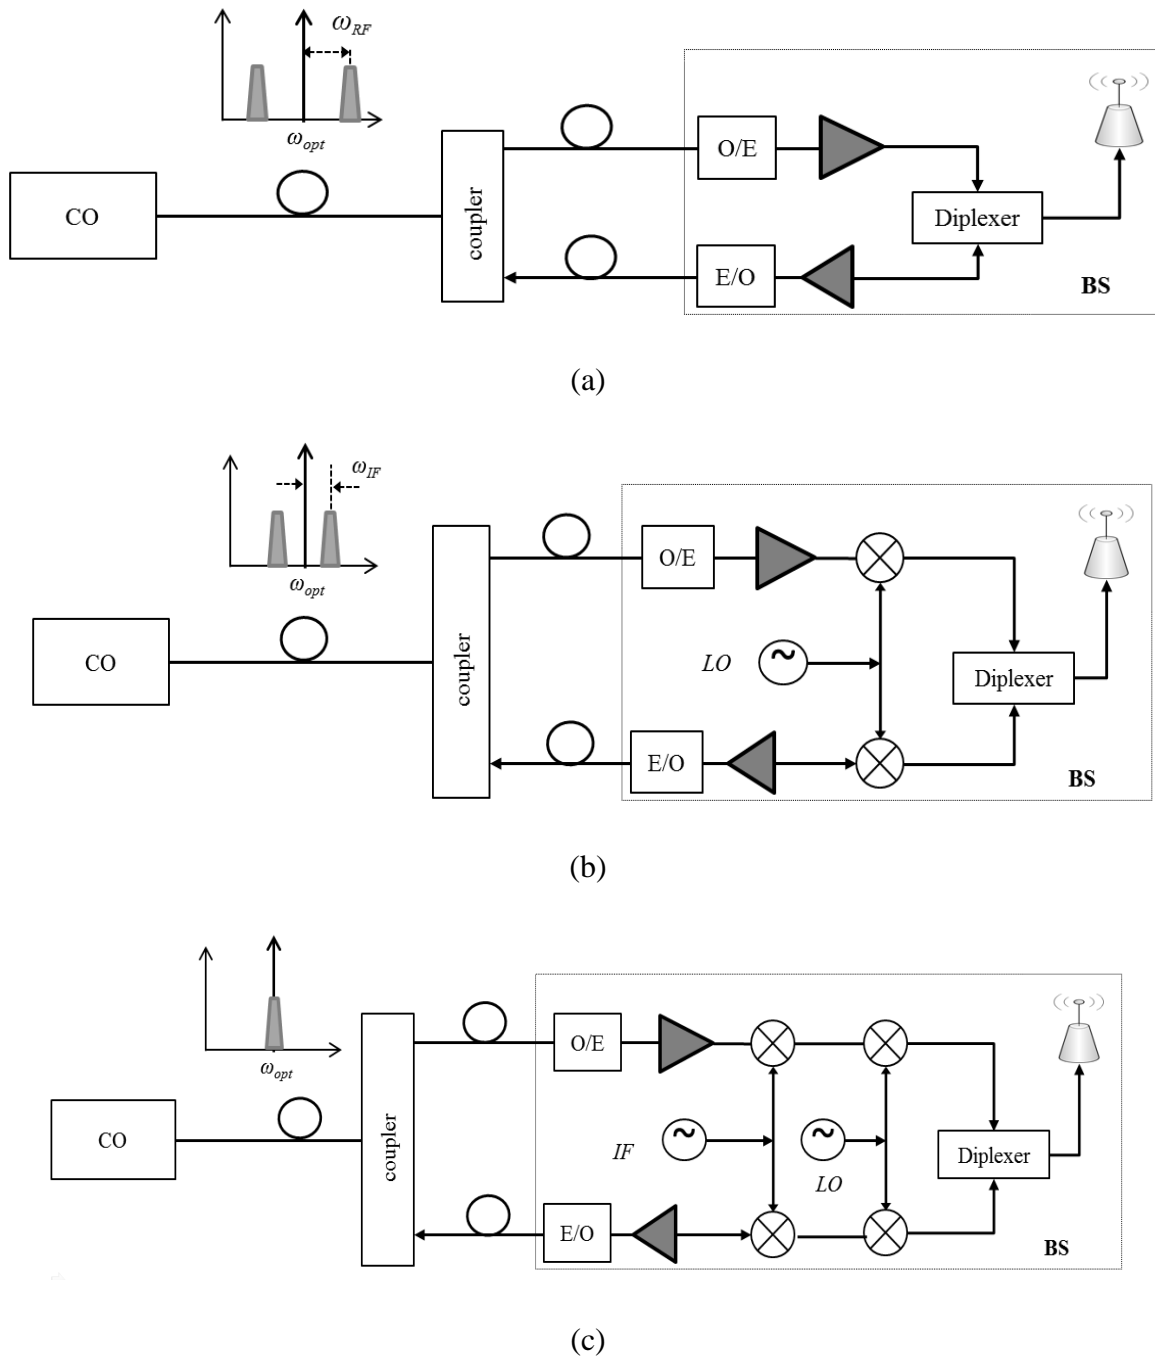 ω_RF
ω_opt
CO
coupler
O/E
E/O
Diplexer
BS
(a)
ω_IF
ω_opt
CO
coupler
O/E
LO
~
E/O
Diplexer
BS
(b)
ω_opt
CO
coupler
O/E
IF
~
~
LO
E/O
Diplexer
BS
(c)